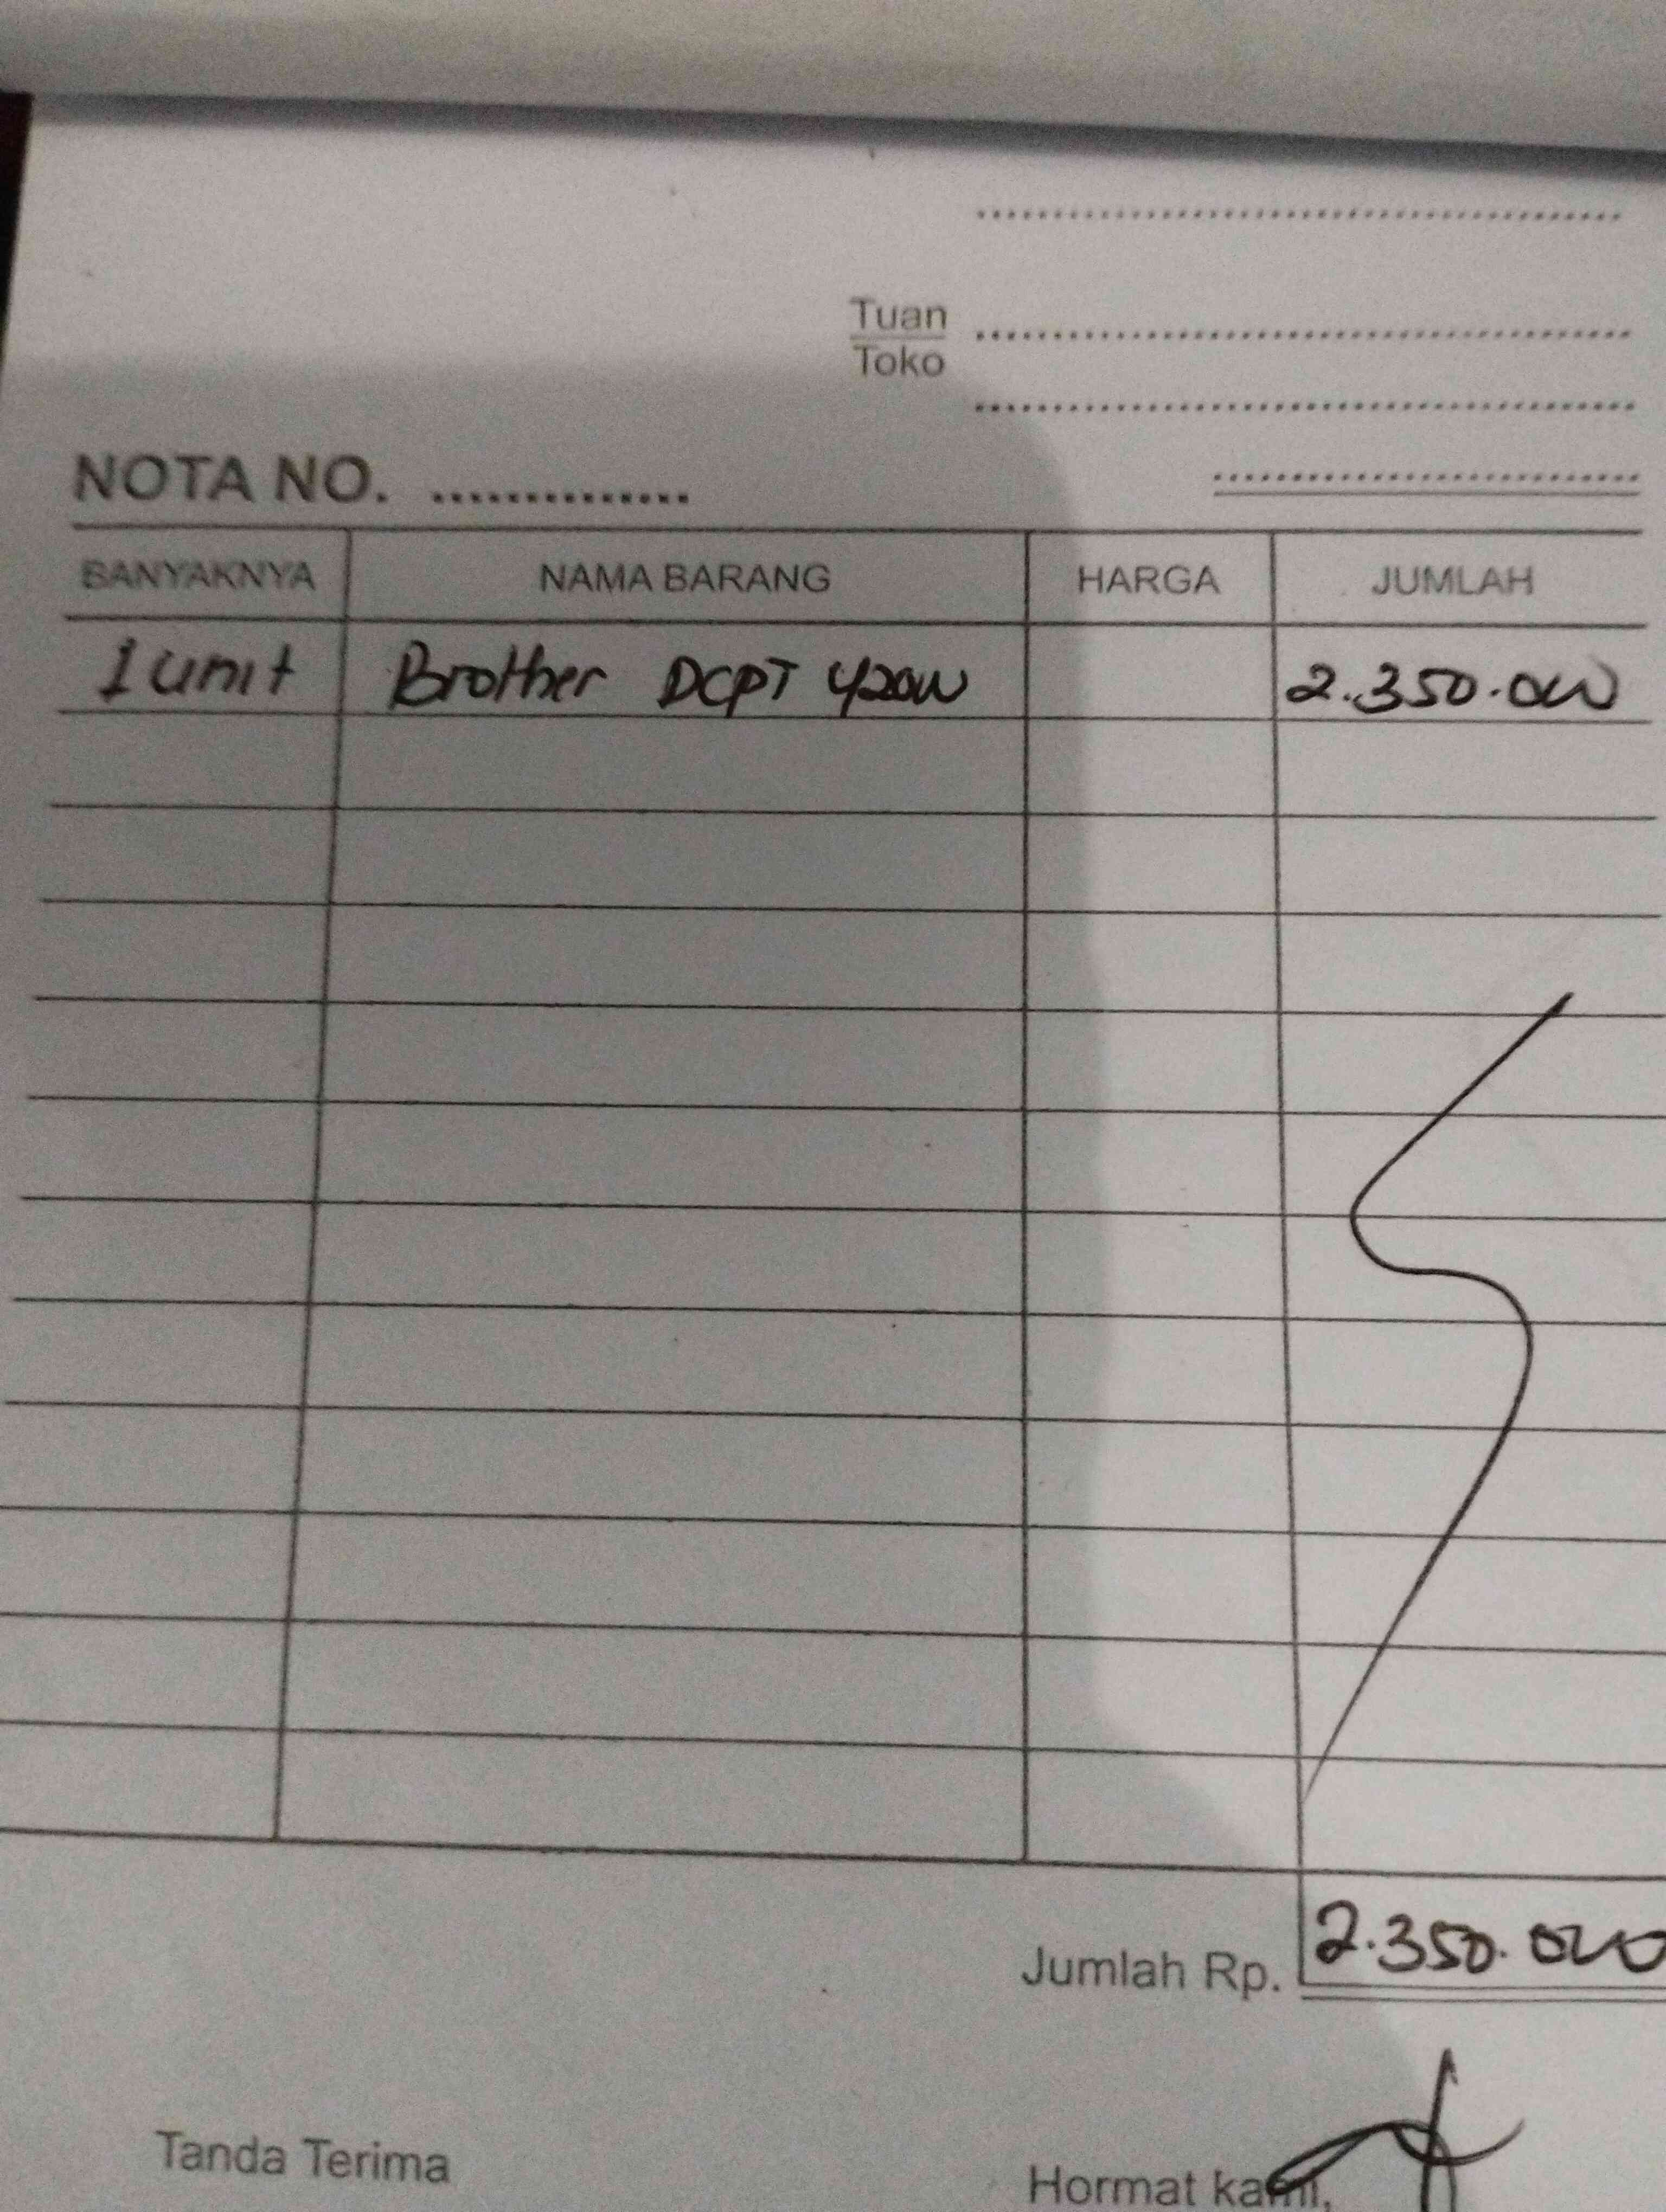 Tuan
Toko
NOTA NO. ..............
BANYAKNYA NAMA BARANG HARGA JUMLAH
1 unit Brother DCPT 420W 2.350.000
Jumlah Rp. 2.350.000
Tanda Terima Hormat kami,